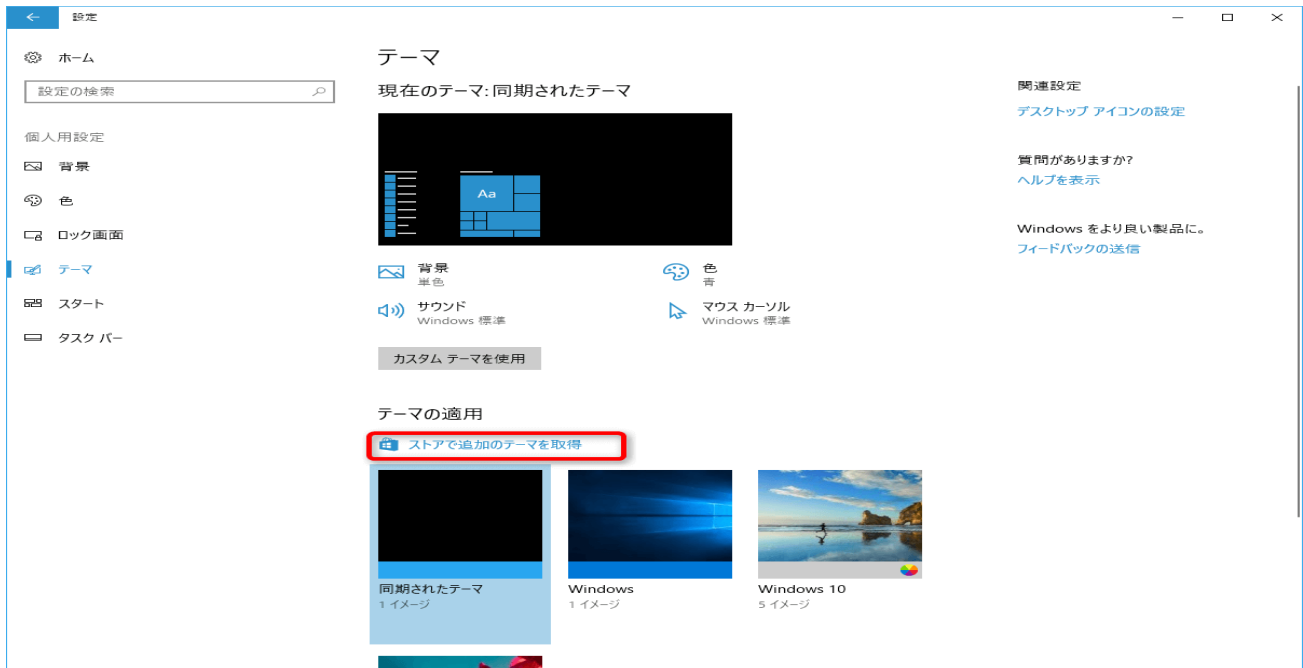 設定
ホーム
設定の検索
個人用設定
背景
色
ロック画面
テーマ
スタート
タスク バー
テーマ
現在のテーマ: 同期されたテーマ
Aa
背景
単色
色
青
サウンド
Windows 標準
マウス カーソル
Windows 標準
カスタム テーマを使用
テーマの適用
ストアで追加のテーマを取得
同期されたテーマ
1 イメージ
Windows
1 イメージ
Windows 10
5 イメージ
関連設定
デスクトップ アイコンの設定
質問がありますか?
ヘルプを表示
Windows をより良い製品に。
フィードバックの送信